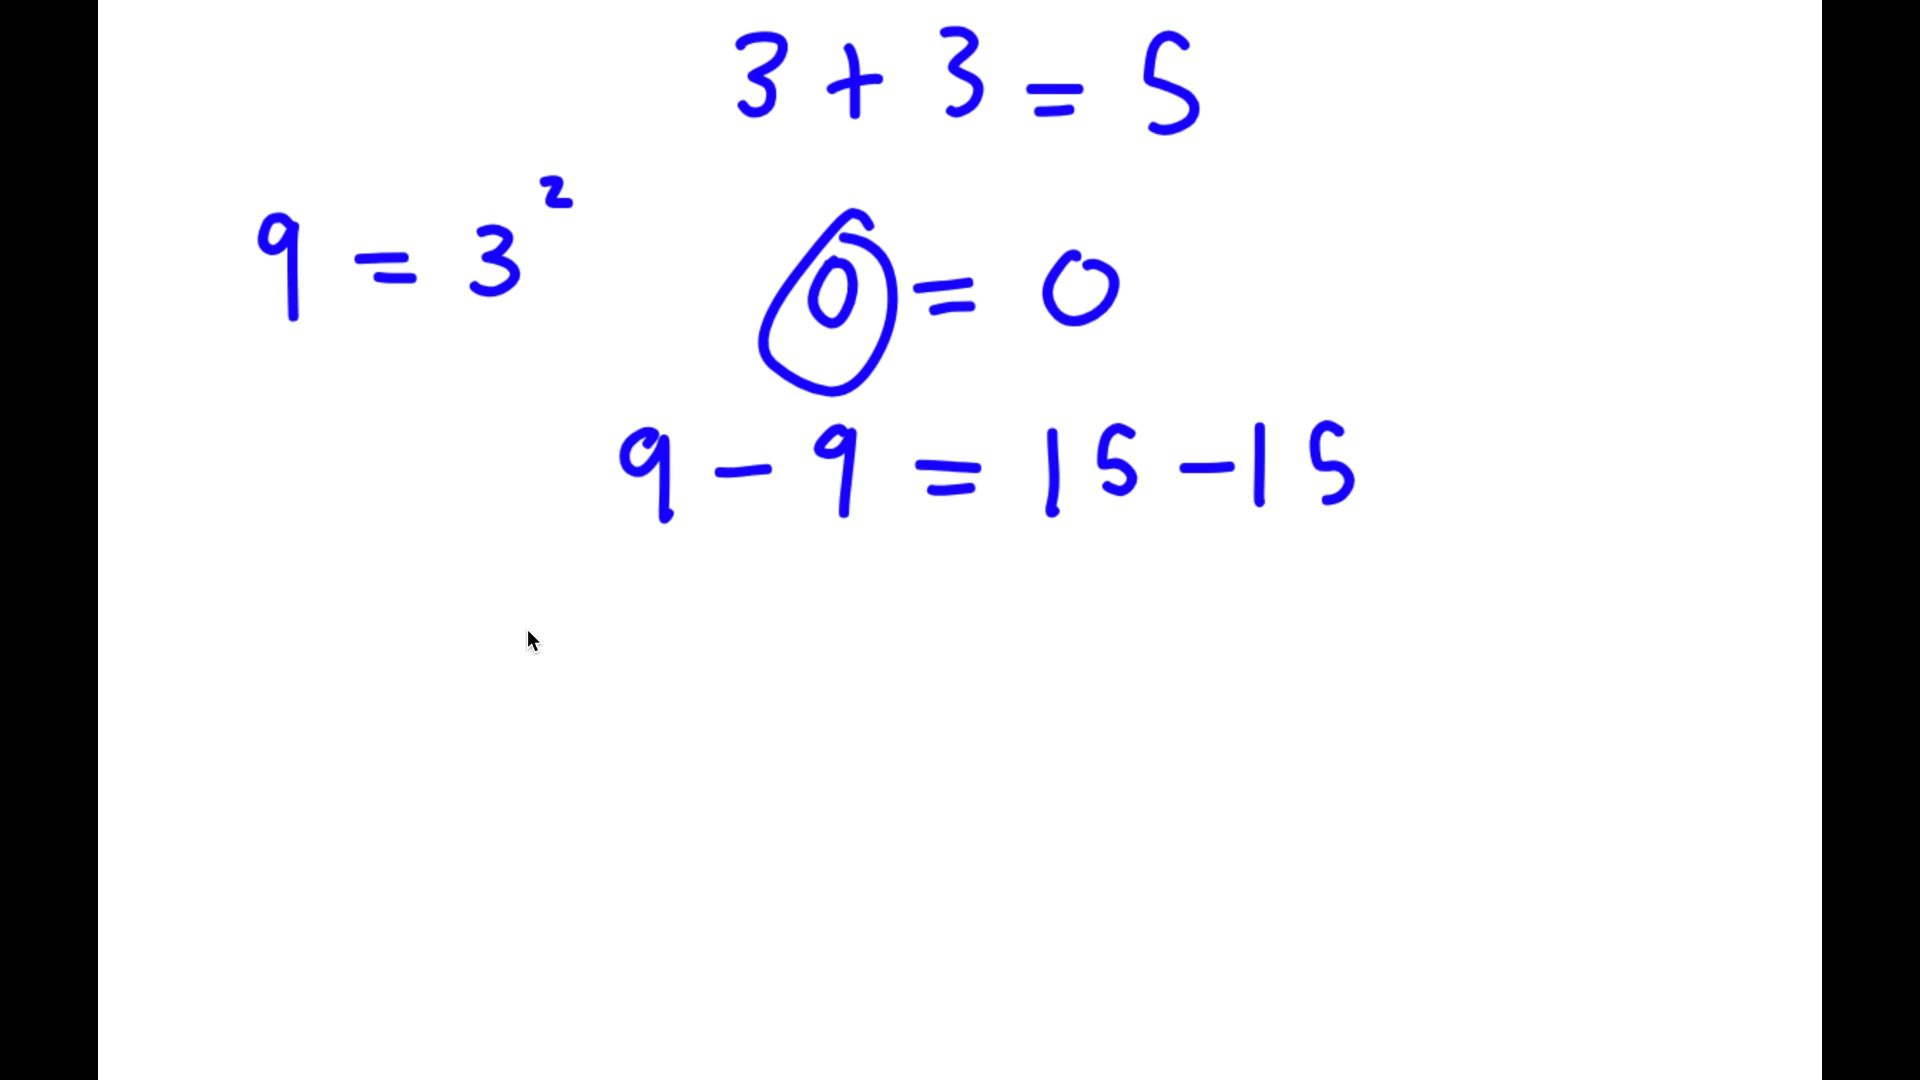 3 + 3 = 5
9 = 3²
0 = 0
9 - 9 = 15 - 15